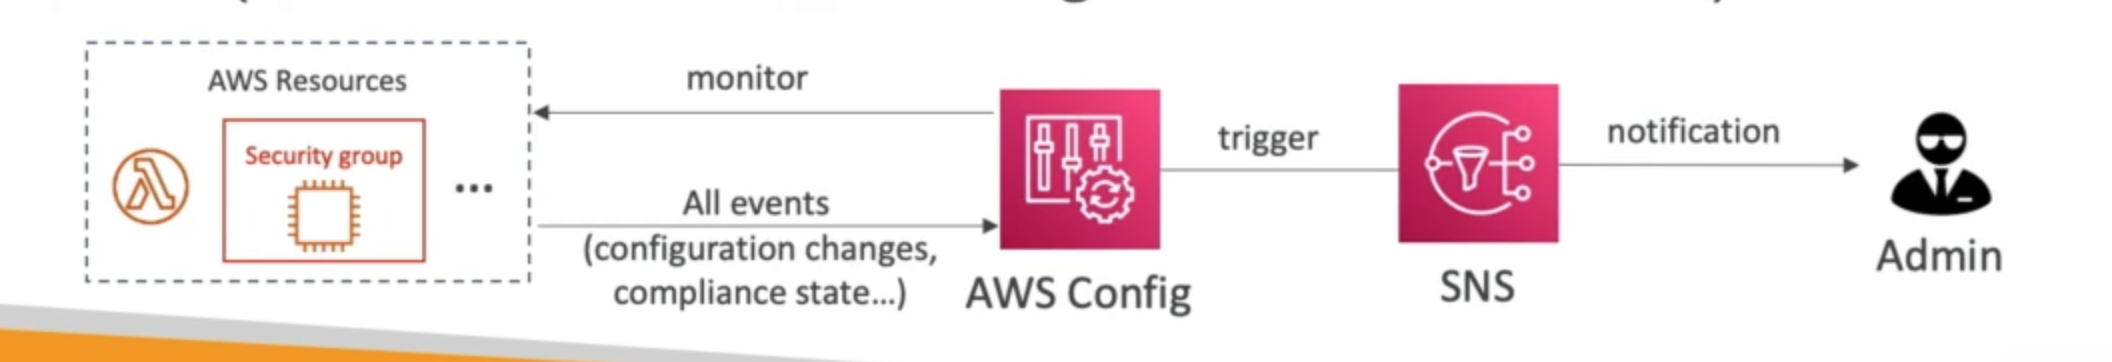 AWS Resources
Security group
...
monitor
All events
(configuration changes,
compliance state...)
AWS Config
trigger
SNS
notification
Admin